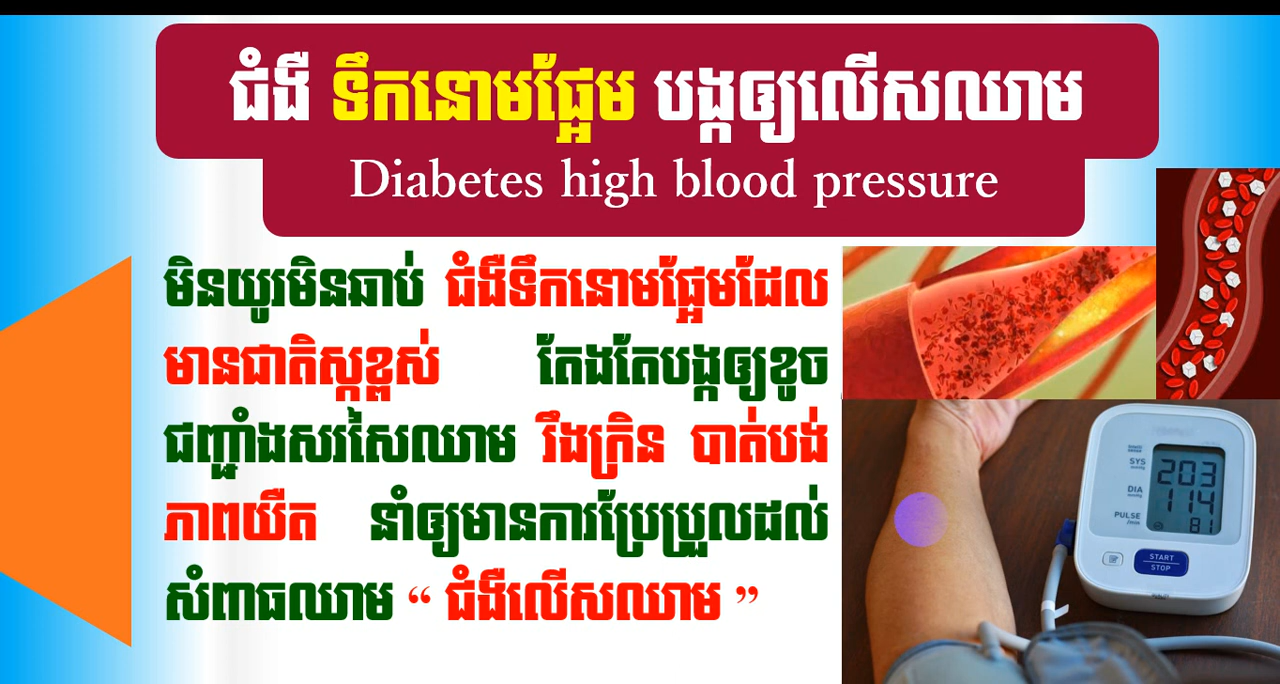 ជំងឺ ទឹកនោមផ្អែម បង្កឲ្យលើសឈាម
Diabetes high blood pressure
មិនយូរមិនឆាប់ ជំងឺទឹកនោមផ្អែមដែល
មានជាតិស្ករខ្ពស់ តែងតែបង្កឲ្យខូច
ជញ្ជាំងសរសៃឈាម រឹងក្រិន បាត់បង់
ភាពយឺត នាំឲ្យមានការប្រែប្រួលដល់
សំពាធឈាម “ ជំងឺលើសឈាម ”
SYS
203
DIA
114
PULSE
/min
81
START
STOP